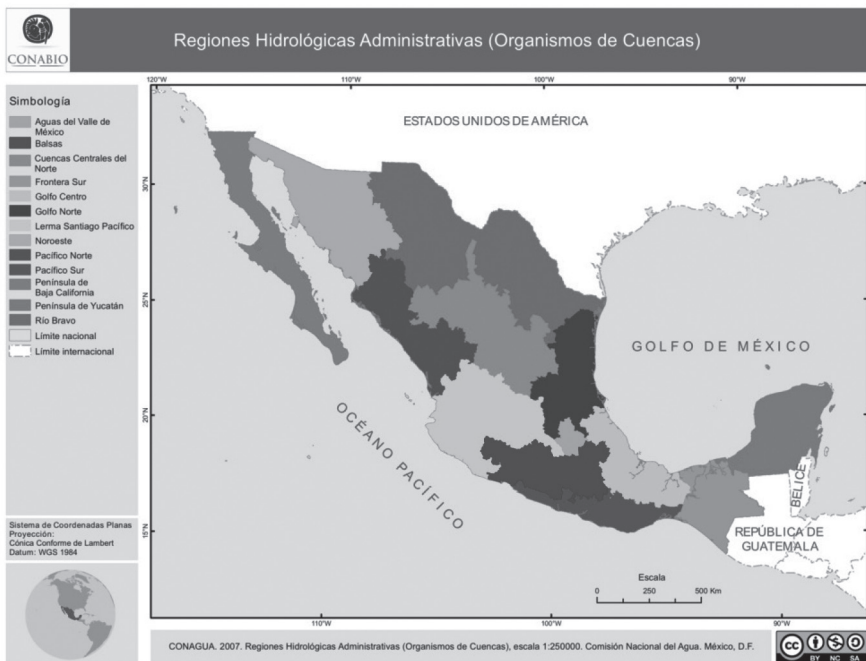 CONABIO
Regiones Hidrológicas Administrativas (Organismos de Cuencas)
120°W
110°W
100°W
90°W
Simbología
Aguas del Valle de
México
Balsas
Cuencas Centrales del
Norte
Frontera Sur
Golfo Centro
Golfo Norte
Lerma Santiago Pacífico
Noroeste
Pacífico Norte
Pacífico Sur
Península de
Baja California
Península de Yucatán
Río Bravo
Límite nacional
Límite internacional
ESTADOS UNIDOS DE AMÉRICA
30°N
30°N
25°N
25°N
GOLFO DE MÉXICO
20°N
20°N
OCÉANO PACÍFICO
BELICE
15°N
15°N
REPÚBLICA DE
GUATEMALA
Sistema de Coordenadas Planas
Proyección:
Cónica Conforme de Lambert
Datum: WGS 1984
Escala
0 250 500 Km
110°W
100°W
90°W
CONAGUA. 2007. Regiones Hidrológicas Administrativas (Organismos de Cuencas), escala 1:250000. Comisión Nacional del Agua. México, D.F.
cc
BY NC SA